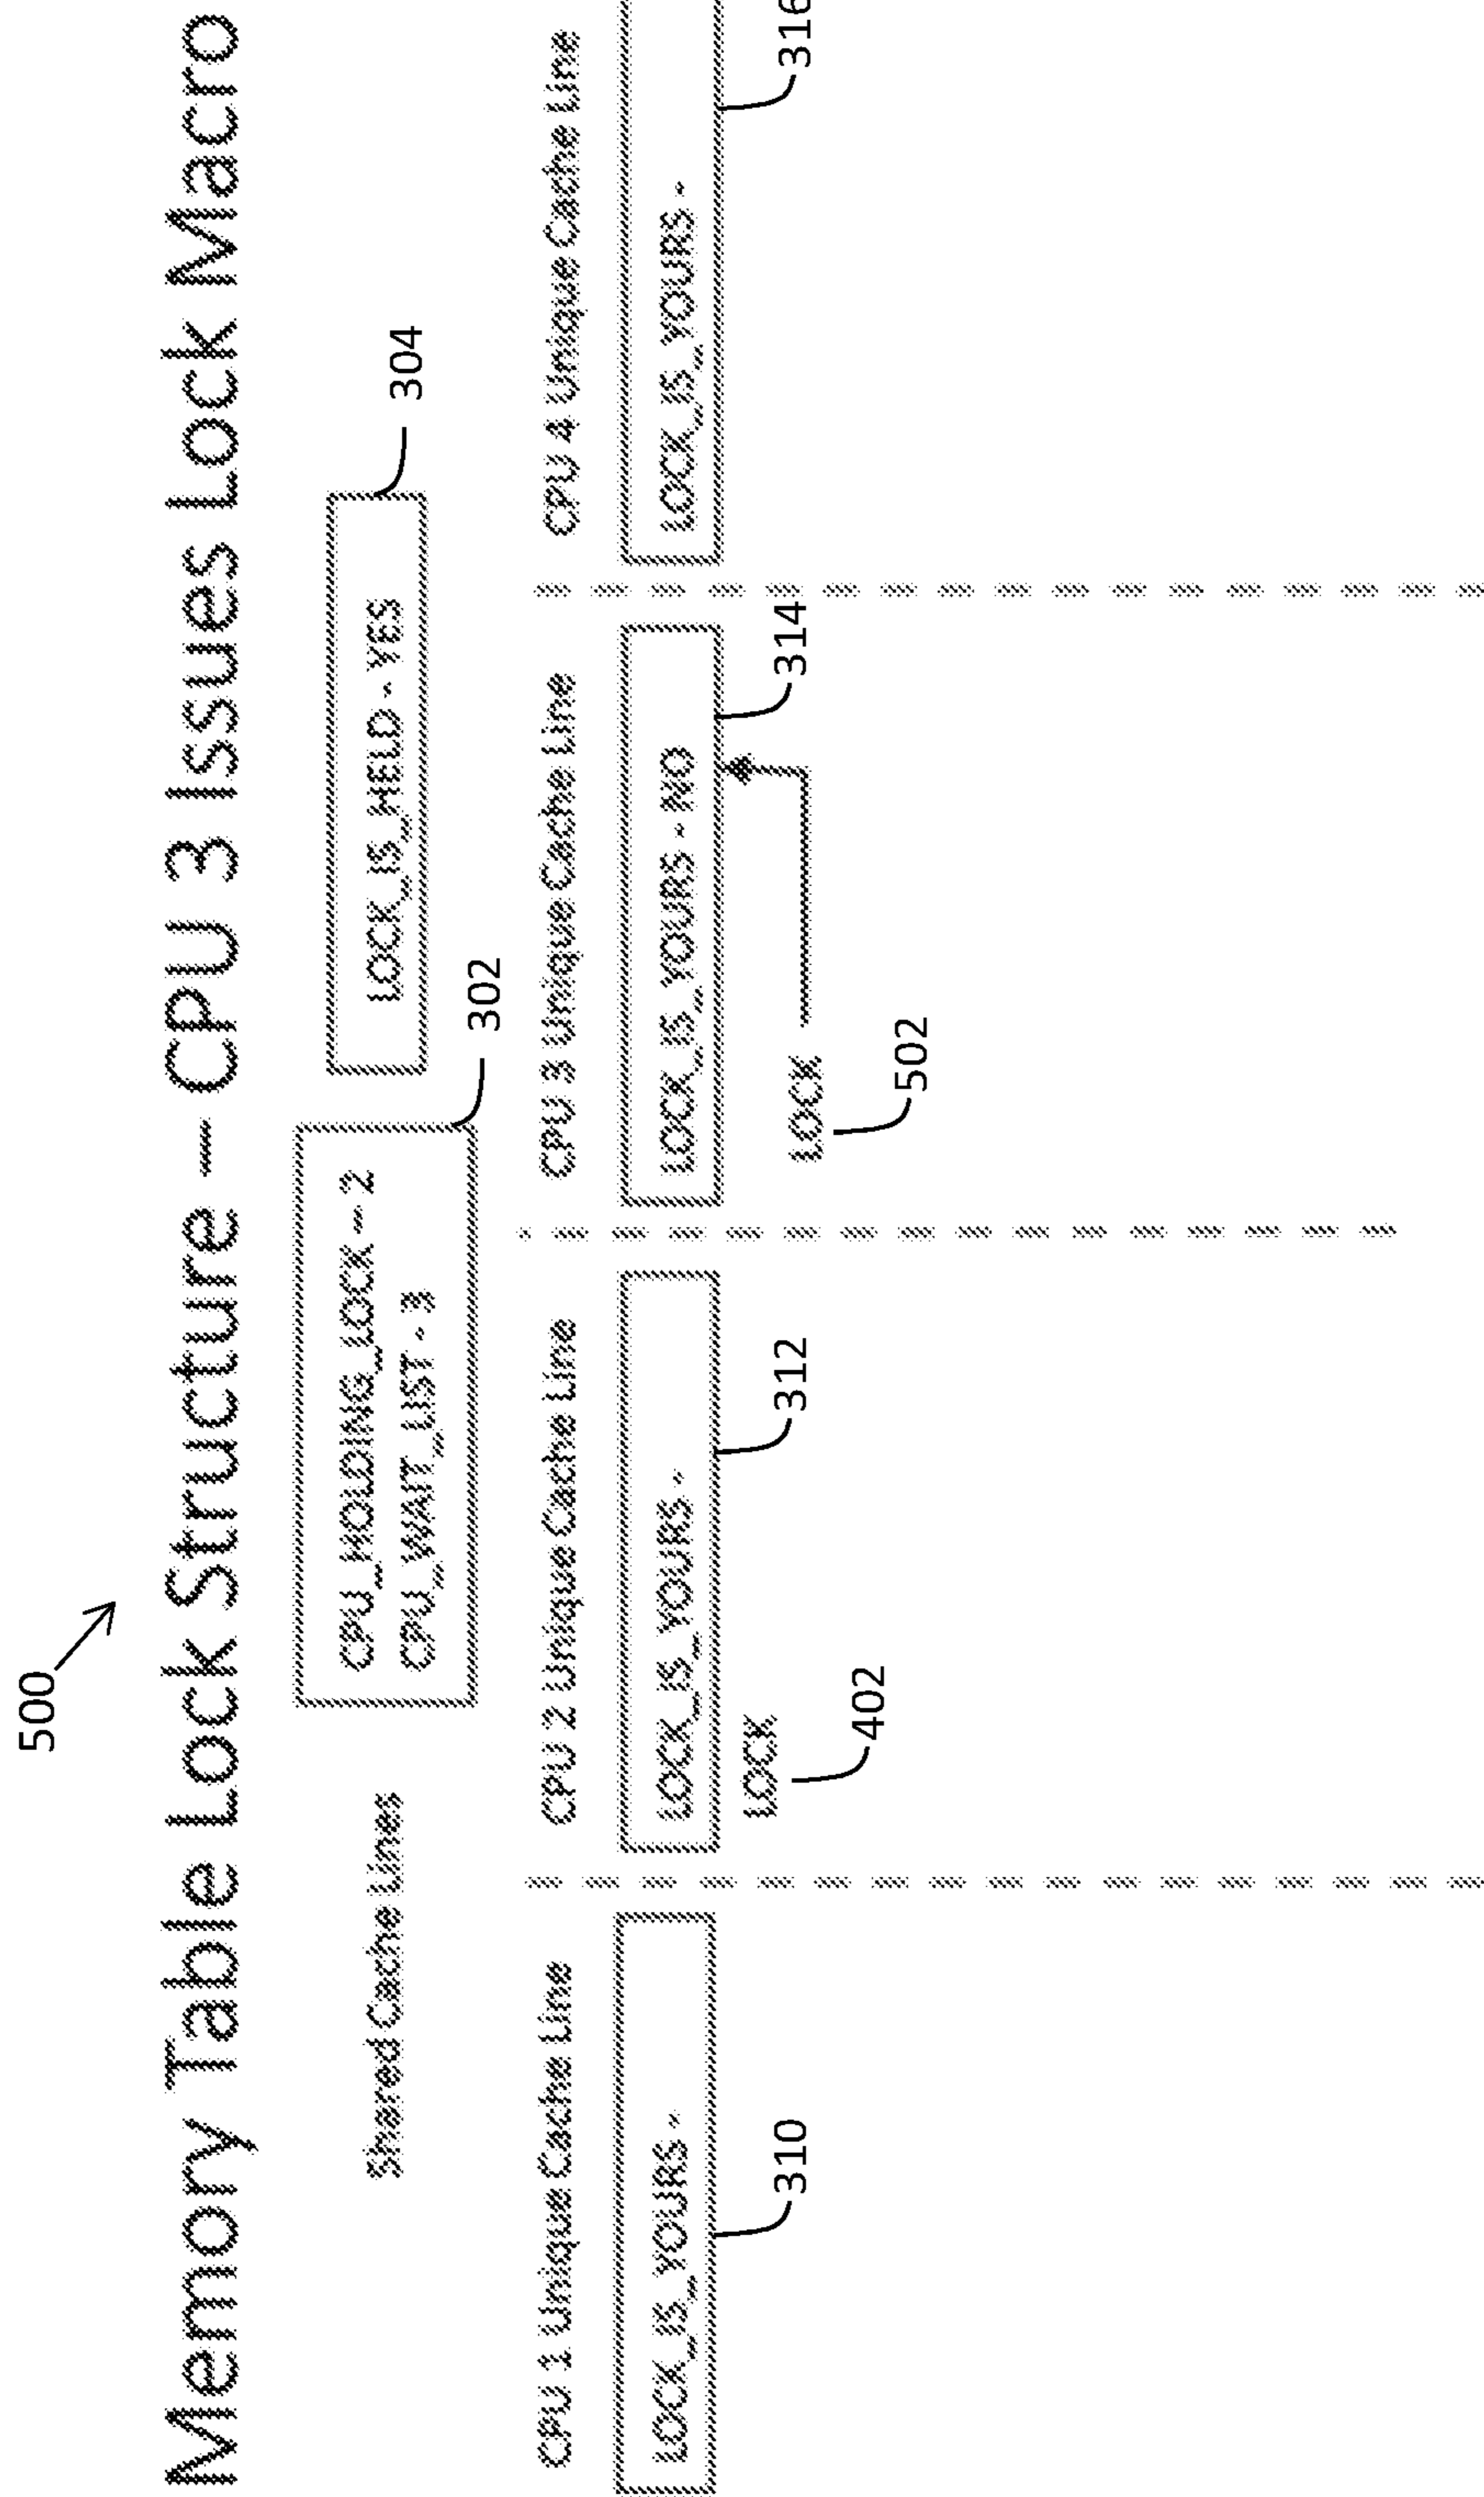 500
Memory Table Lock Structure – CPU 3 Issues Lock Macro
Shared Cache Lines
CPU_HOLDING_LOCK – 2
CPU_WAIT_LIST - 3
302
LOCK_IS_HELD - YES
304
CPU 1 Unique Cache Line
LOCK_IS_YOURS -
310
CPU 2 Unique Cache Line
LOCK_IS_YOURS -
312
LOCK
402
CPU 3 Unique Cache Line
LOCK_IS_YOURS - NO
314
LOCK
502
CPU 4 Unique Cache Line
LOCK_IS_YOURS -
316